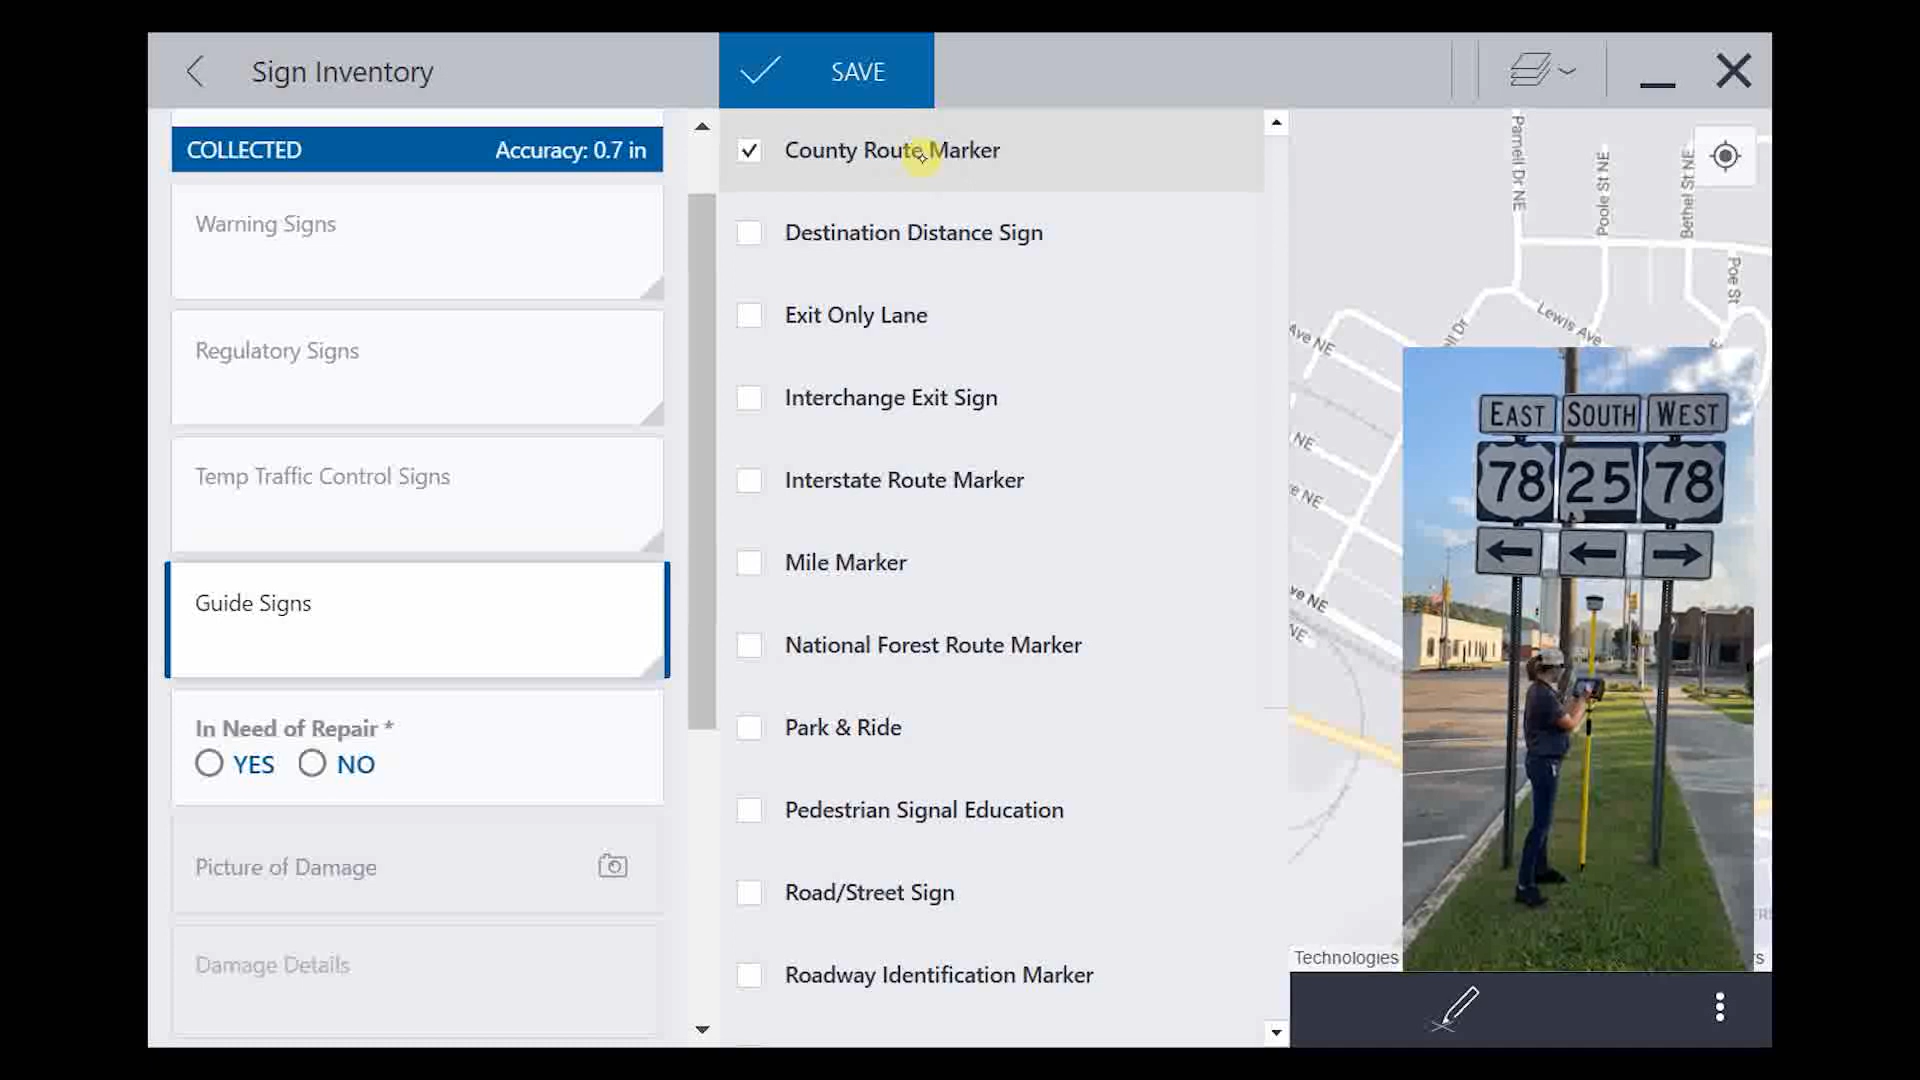 Sign Inventory
SAVE
COLLECTED
Accuracy: 0.7 in
Warning Signs
Regulatory Signs
Temp Traffic Control Signs
Guide Signs
In Need of Repair *
YES
NO
Picture of Damage
Damage Details
County Route Marker
Destination Distance Sign
Exit Only Lane
Interchange Exit Sign
Interstate Route Marker
Mile Marker
National Forest Route Marker
Park & Ride
Pedestrian Signal Education
Road/Street Sign
Roadway Identification Marker
Parnell Dr NE
Poole St NE
Bethel St NE
Poe St
Lewis Ave
Ave NE
NE
NE
ve NE
NE
EAST SOUTH WEST
78 25 78
Technologies